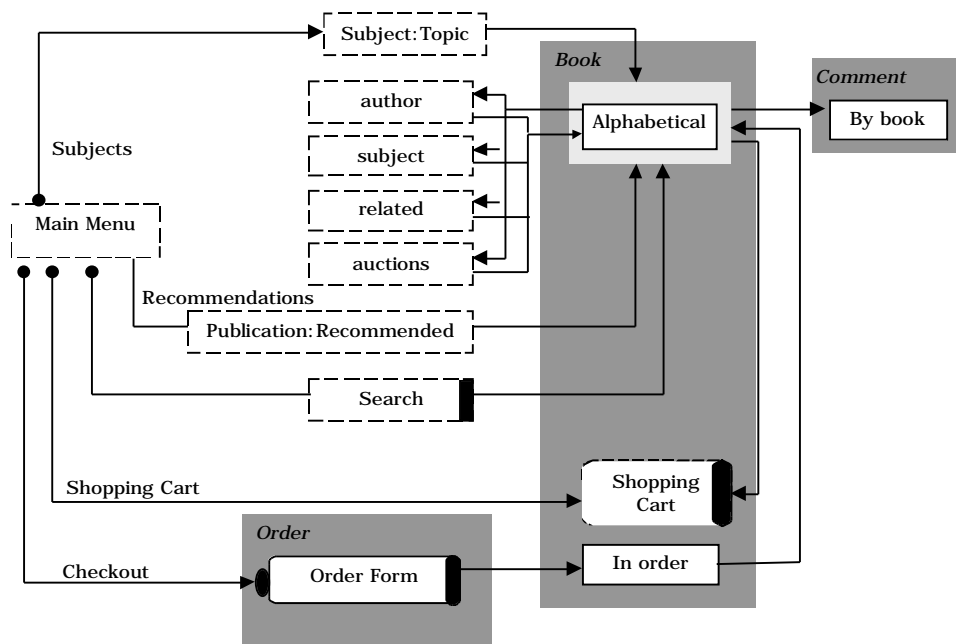 Subject:Topic
Book
Comment
author
Alphabetical
By book
Subjects
subject
related
Main Menu
auctions
Recommendations
Publication:Recommended
Search
Shopping Cart
Shopping
Cart
Order
Checkout
Order Form
In order